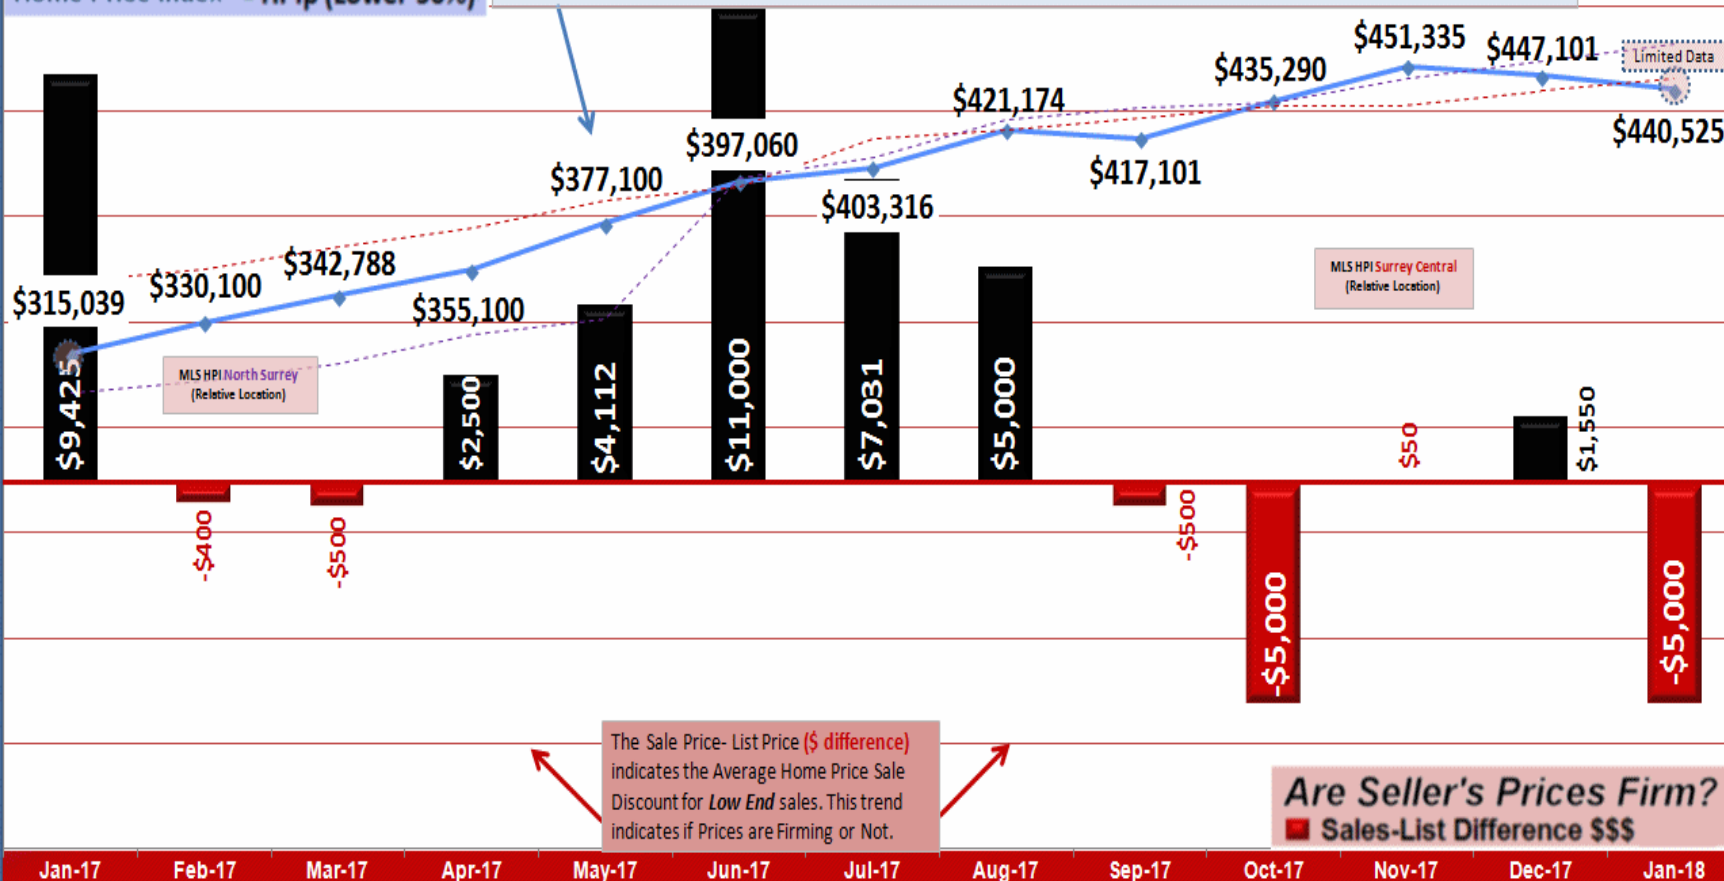 Home Price Index - HPIp (Lower 50%)
$451,335
$447,101
Limited Data
$435,290
$421,174
$440,525
$397,060
$417,101
$377,100
$403,316
$342,788
$330,100
$315,039
$355,100
MLS HPI Surrey Central
(Relative Location)
MLS HPI North Surrey
(Relative Location)
$9,425
-$400
-$500
$2,500
$4,112
$11,000
$7,031
$5,000
-$500
-$5,000
$50
$1,550
-$5,000
The Sale Price- List Price ($ difference)
indicates the Average Home Price Sale
Discount for Low End sales. This trend
indicates if Prices are Firming or Not.
Are Seller's Prices Firm?
Sales-List Difference $$$
Jan-17 Feb-17 Mar-17 Apr-17 May-17 Jun-17 Jul-17 Aug-17 Sep-17 Oct-17 Nov-17 Dec-17 Jan-18